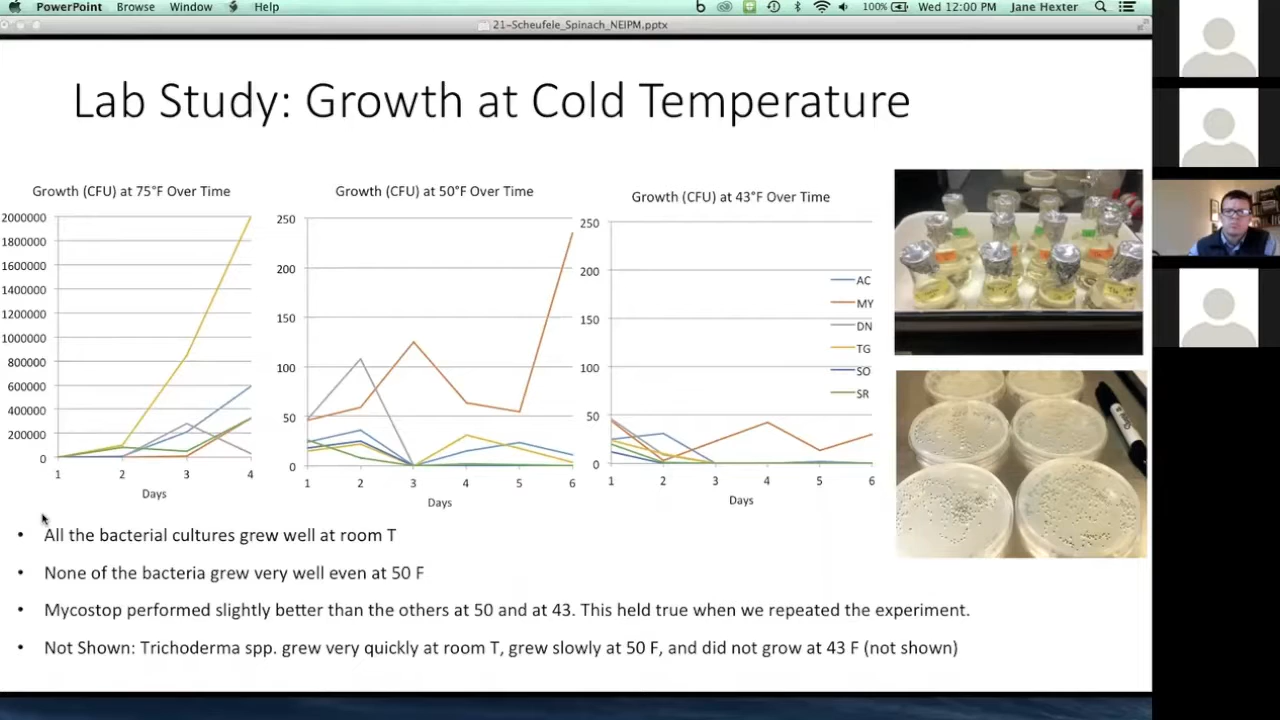 PowerPoint Browse Window Help 100% Wed 12:00 PM Jane Hexter
21-Scheufele_Spinach_NEIPM.pptx
Lab Study: Growth at Cold Temperature
Growth (CFU) at 75°F Over Time
2000000
1800000
1600000
1400000
1200000
1000000
800000
600000
400000
200000
0
1 2 3 4
Days
Growth (CFU) at 50°F Over Time
250
200
150
100
50
0
1 2 3 4 5 6
Days
Growth (CFU) at 43°F Over Time
250
200
150
100
50
0
1 2 3 4 5 6
Days
AC
MY
DN
TG
SO
SR
• All the bacterial cultures grew well at room T
• None of the bacteria grew very well even at 50 F
• Mycostop performed slightly better than the others at 50 and at 43. This held true when we repeated the experiment.
• Not Shown: Trichoderma spp. grew very quickly at room T, grew slowly at 50 F, and did not grow at 43 F (not shown)